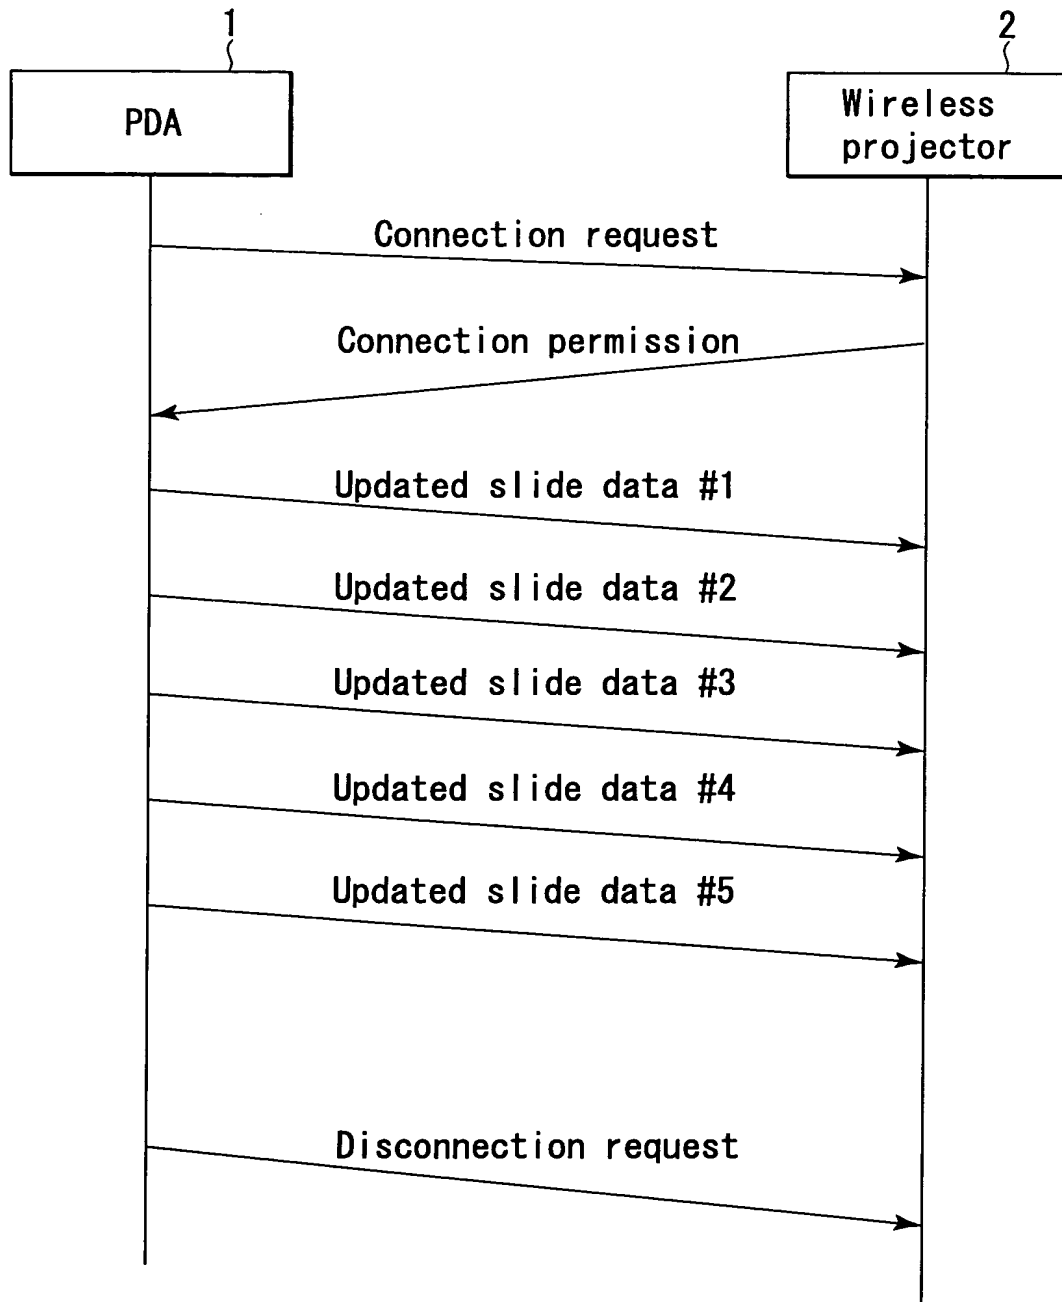 1
2
PDA
Wireless
projector
Connection request
Connection permission
Updated slide data #1
Updated slide data #2
Updated slide data #3
Updated slide data #4
Updated slide data #5
Disconnection request